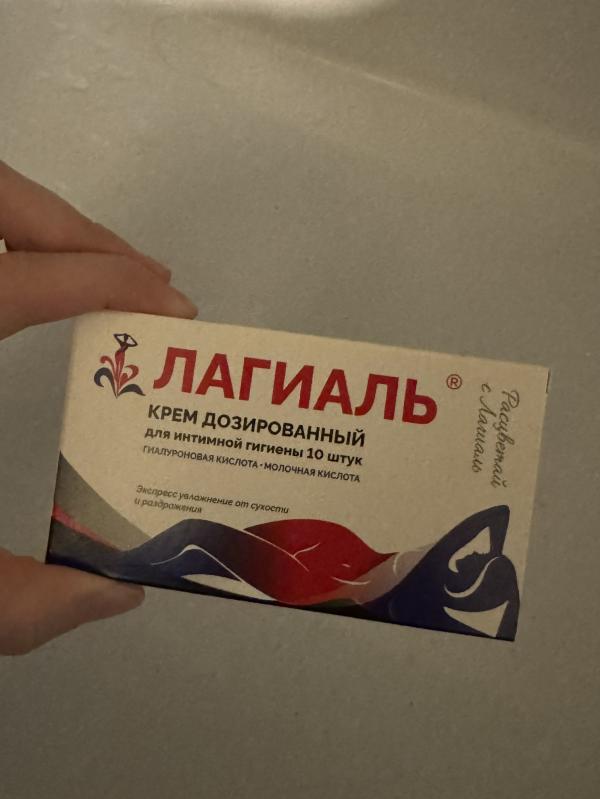 ЛАГИАЛЬ ®
КРЕМ ДОЗИРОВАННЫЙ
для интимной гигиены 10 штук
ГИАЛУРОНОВАЯ КИСЛОТА • МОЛОЧНАЯ КИСЛОТА
Экспресс увлажнение от сухости
и раздражения
Расцветай
с Лагиаль